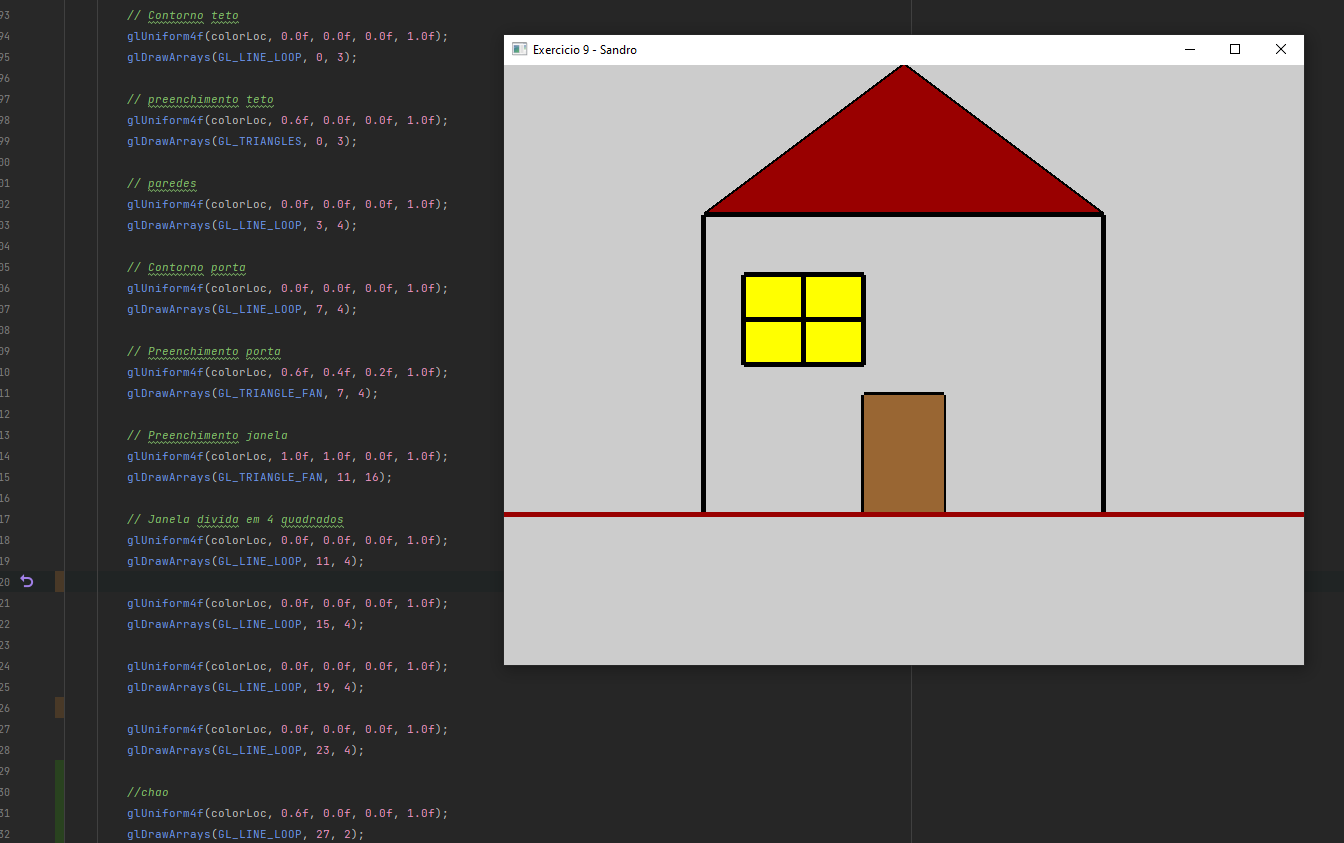 93 // Contorno teto
94 glUniform4f(colorLoc, 0.0f, 0.0f, 0.0f, 1.0f);
95 glDrawArrays(GL_LINE_LOOP, 0, 3);
96
97 // preenchimento teto
98 glUniform4f(colorLoc, 0.6f, 0.0f, 0.0f, 1.0f);
99 glDrawArrays(GL_TRIANGLES, 0, 3);
00
01 // paredes
02 glUniform4f(colorLoc, 0.0f, 0.0f, 0.0f, 1.0f);
03 glDrawArrays(GL_LINE_LOOP, 3, 4);
04
05 // Contorno porta
06 glUniform4f(colorLoc, 0.0f, 0.0f, 0.0f, 1.0f);
07 glDrawArrays(GL_LINE_LOOP, 7, 4);
08
09 // Preenchimento porta
10 glUniform4f(colorLoc, 0.6f, 0.4f, 0.2f, 1.0f);
11 glDrawArrays(GL_TRIANGLE_FAN, 7, 4);
12
13 // Preenchimento janela
14 glUniform4f(colorLoc, 1.0f, 1.0f, 0.0f, 1.0f);
15 glDrawArrays(GL_TRIANGLE_FAN, 11, 16);
16
17 // Janela divida em 4 quadrados
18 glUniform4f(colorLoc, 0.0f, 0.0f, 0.0f, 1.0f);
19 glDrawArrays(GL_LINE_LOOP, 11, 4);
20
21 glUniform4f(colorLoc, 0.0f, 0.0f, 0.0f, 1.0f);
22 glDrawArrays(GL_LINE_LOOP, 15, 4);
23
24 glUniform4f(colorLoc, 0.0f, 0.0f, 0.0f, 1.0f);
25 glDrawArrays(GL_LINE_LOOP, 19, 4);
26
27 glUniform4f(colorLoc, 0.0f, 0.0f, 0.0f, 1.0f);
28 glDrawArrays(GL_LINE_LOOP, 23, 4);
29
30 //chao
31 glUniform4f(colorLoc, 0.6f, 0.0f, 0.0f, 1.0f);
32 glDrawArrays(GL_LINE_LOOP, 27, 2);
Exercicio 9 - Sandro